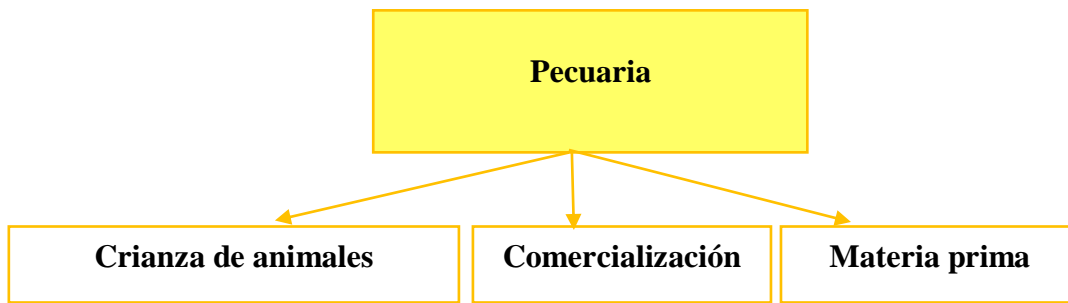 Pecuaria
Crianza de animales
Comercialización
Materia prima